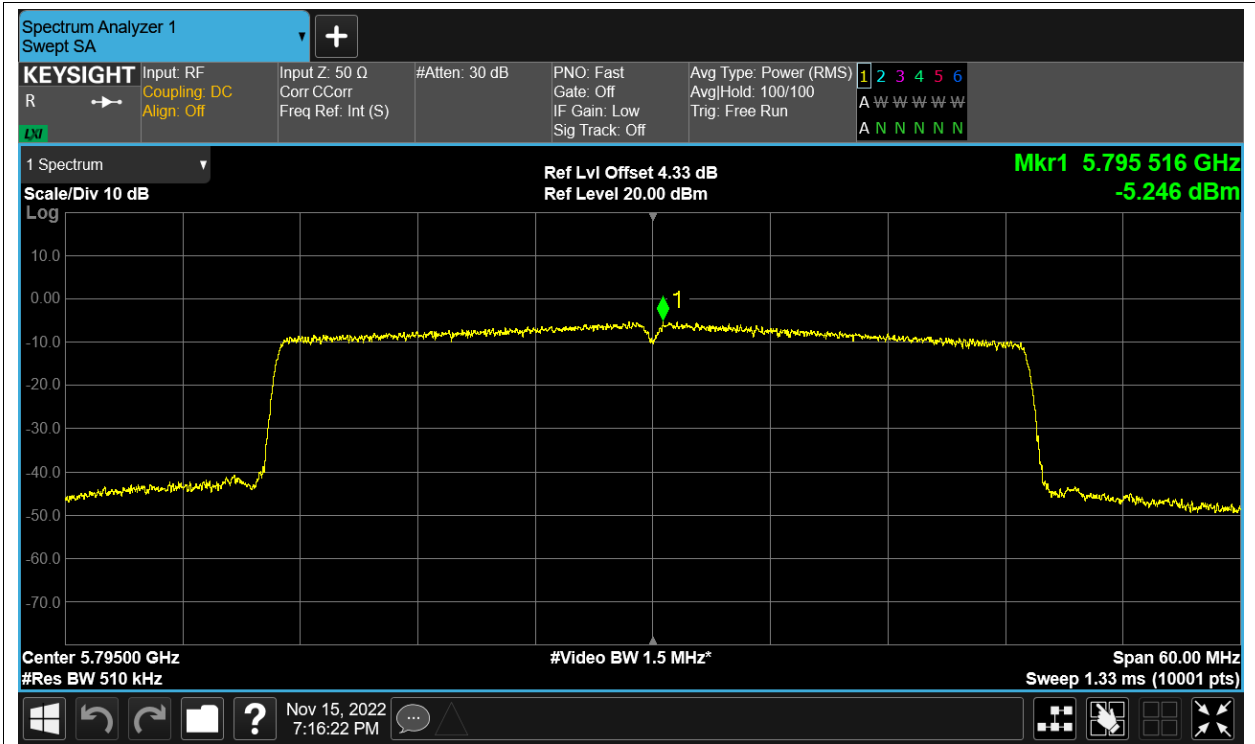 Spectrum Analyzer 1
Swept SA
KEYSIGHT
R
LXI
Input: RF
Coupling: DC
Align: Off
Input Z: 50 Ω
Corr CCorr
Freq Ref: Int (S)
#Atten: 30 dB
PNO: Fast
Gate: Off
IF Gain: Low
Sig Track: Off
Avg Type: Power (RMS)
Avg|Hold: 100/100
Trig: Free Run
1 2 3 4 5 6
A W W W W W
A N N N N N
1 Spectrum
Scale/Div 10 dB
Log
Ref Lvl Offset 4.33 dB
Ref Level 20.00 dBm
Mkr1 5.795 516 GHz
-5.246 dBm
10.0
0.00
1
-10.0
-20.0
-30.0
-40.0
-50.0
-60.0
-70.0
Center 5.79500 GHz
#Video BW 1.5 MHz*
Span 60.00 MHz
#Res BW 510 kHz
Sweep 1.33 ms (10001 pts)
?
Nov 15, 2022
7:16:22 PM